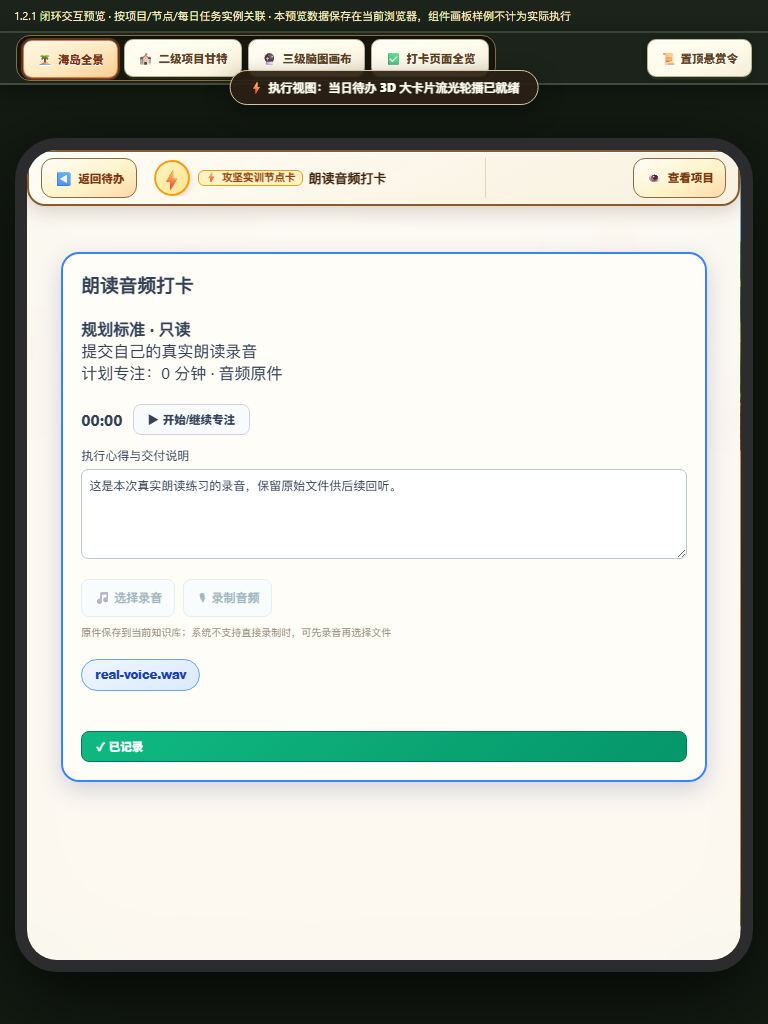 1.2.1 闭环交互预览 · 按项目/节点/每日任务实例关联 · 本预览数据保存在当前浏览器，组件画板样例不计为实际执行
海岛全景
二级项目甘特
三级脑图画布
打卡页面全览
置顶悬赏令
执行视图：当日待办 3D 大卡片流光轮播已就绪
返回待办
攻坚实训节点卡
朗读音频打卡
查看项目
朗读音频打卡
规划标准 · 只读
提交自己的真实朗读录音
计划专注：0 分钟 · 音频原件
00:00
▶ 开始/继续专注
执行心得与交付说明
这是本次真实朗读练习的录音，保留原始文件供后续回听。
选择录音
录制音频
原件保存到当前知识库；系统不支持直接录制时，可先录音再选择文件
real-voice.wav
✓ 已记录